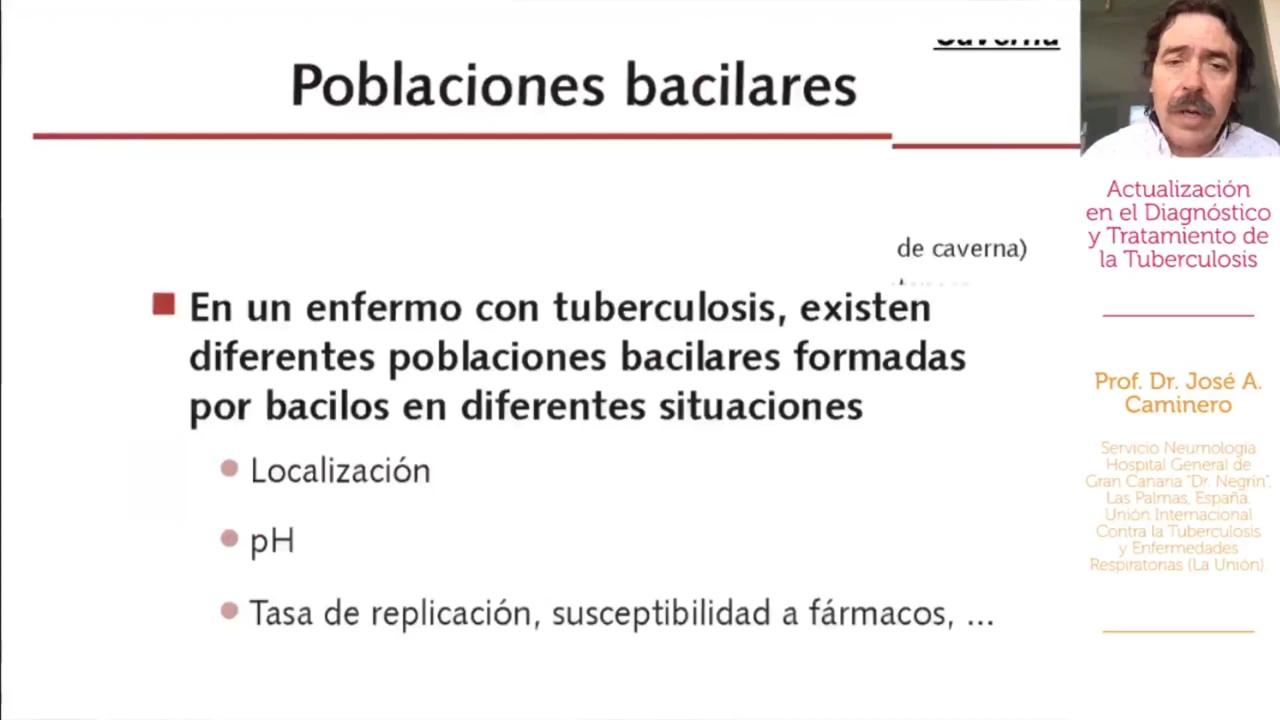 Poblaciones bacilares
de caverna)
En un enfermo con tuberculosis, existen
diferentes poblaciones bacilares formadas
por bacilos en diferentes situaciones
Localización
pH
Tasa de replicación, susceptibilidad a fármacos, ...
Actualización
en el Diagnóstico
y Tratamiento de
la Tuberculosis
Prof. Dr. José A.
Caminero
Servicio Neumología
Hospital General de
Gran Canaria "Dr. Negrín".
Las Palmas, España.
Unión Internacional
Contra la Tuberculosis
y Enfermedades
Respiratorias (La Unión).